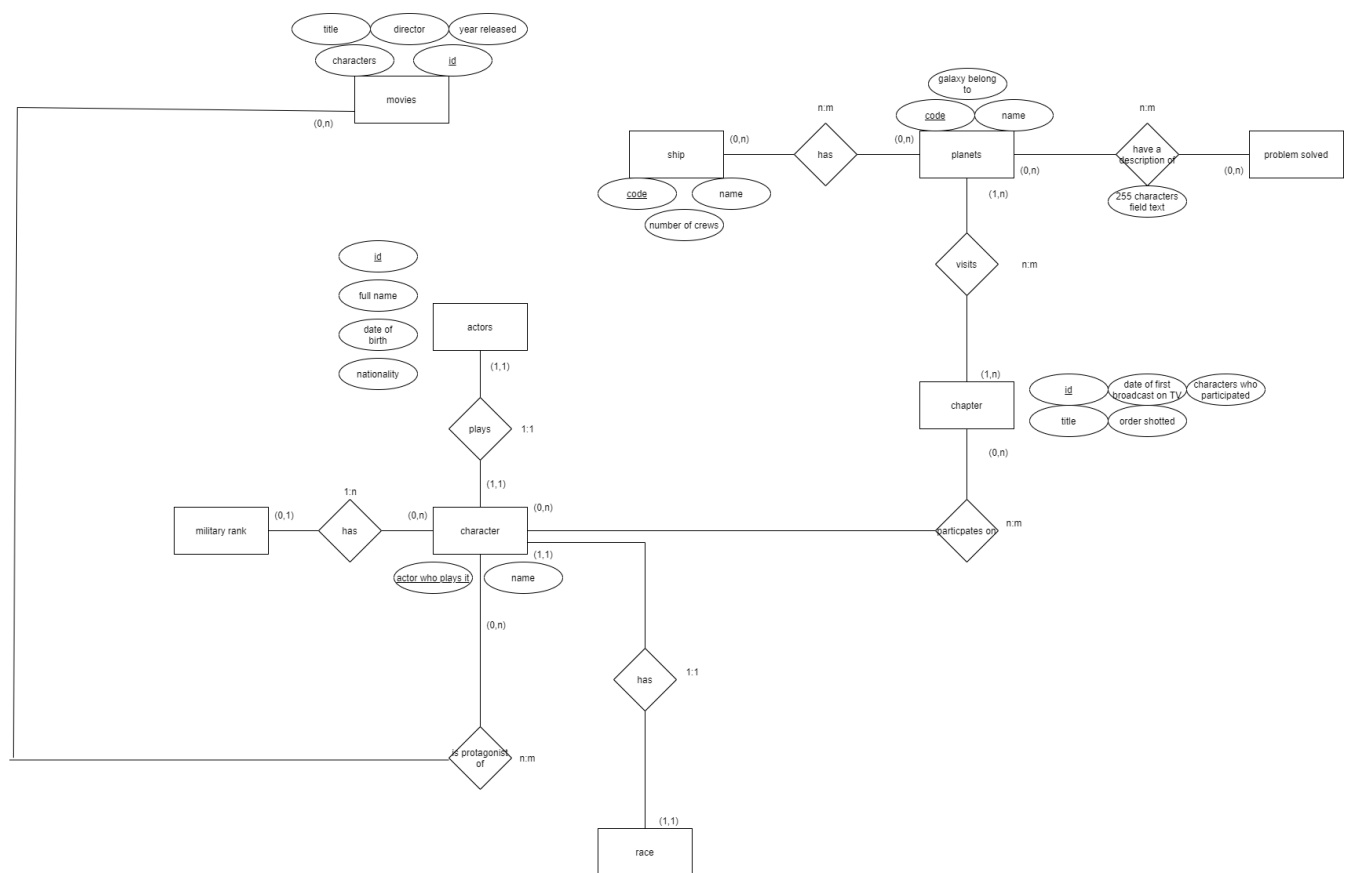 title
director
year released
characters
id
movies
(0,n)
galaxy belong
to
code
name
n:m
n:m
ship
(0,n)
has
(0,n)
planets
(0,n)
have a
description of
(0,n)
problem solved
code
name
number of crews
(1,n)
255 characters
field text
visits
n:m
id
full name
date of
birth
nationality
actors
(1,1)
plays
1:1
(1,1)
(1,n)
chapter
id
date of first
broadcast on TV
characters who
participated
title
order shotted
(0,n)
military rank
(0,1)
1:n
has
(0,n)
character
(0,n)
(1,1)
particpates on
n:m
actor who plays it
name
(0,n)
has
1:1
is protagonist
of
n:m
(1,1)
race